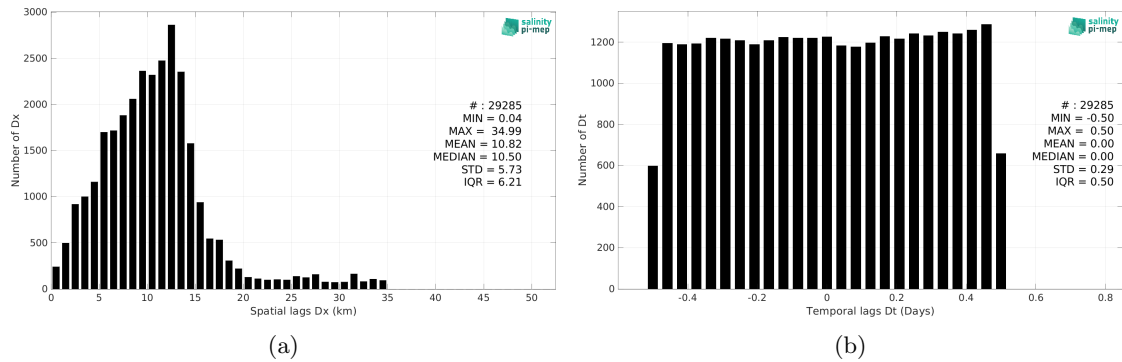 3000
2500
2000
1500
1000
500
0
Number of Dx
salinity
pi-mep
# : 29285
MIN = 0.04
MAX = 34.99
MEAN = 10.82
MEDIAN = 10.50
STD = 5.73
IQR = 6.21
0 5 10 15 20 25 30 35 40 45 50
Spatial lags Dx (km)
(a)
1200
1000
800
600
400
200
0
Number of Dt
salinity
pi-mep
# : 29285
MIN = -0.50
MAX = 0.50
MEAN = 0.00
MEDIAN = 0.00
STD = 0.29
IQR = 0.50
-0.4 -0.2 0 0.2 0.4 0.6 0.8
Temporal lags Dt (Days)
(b)